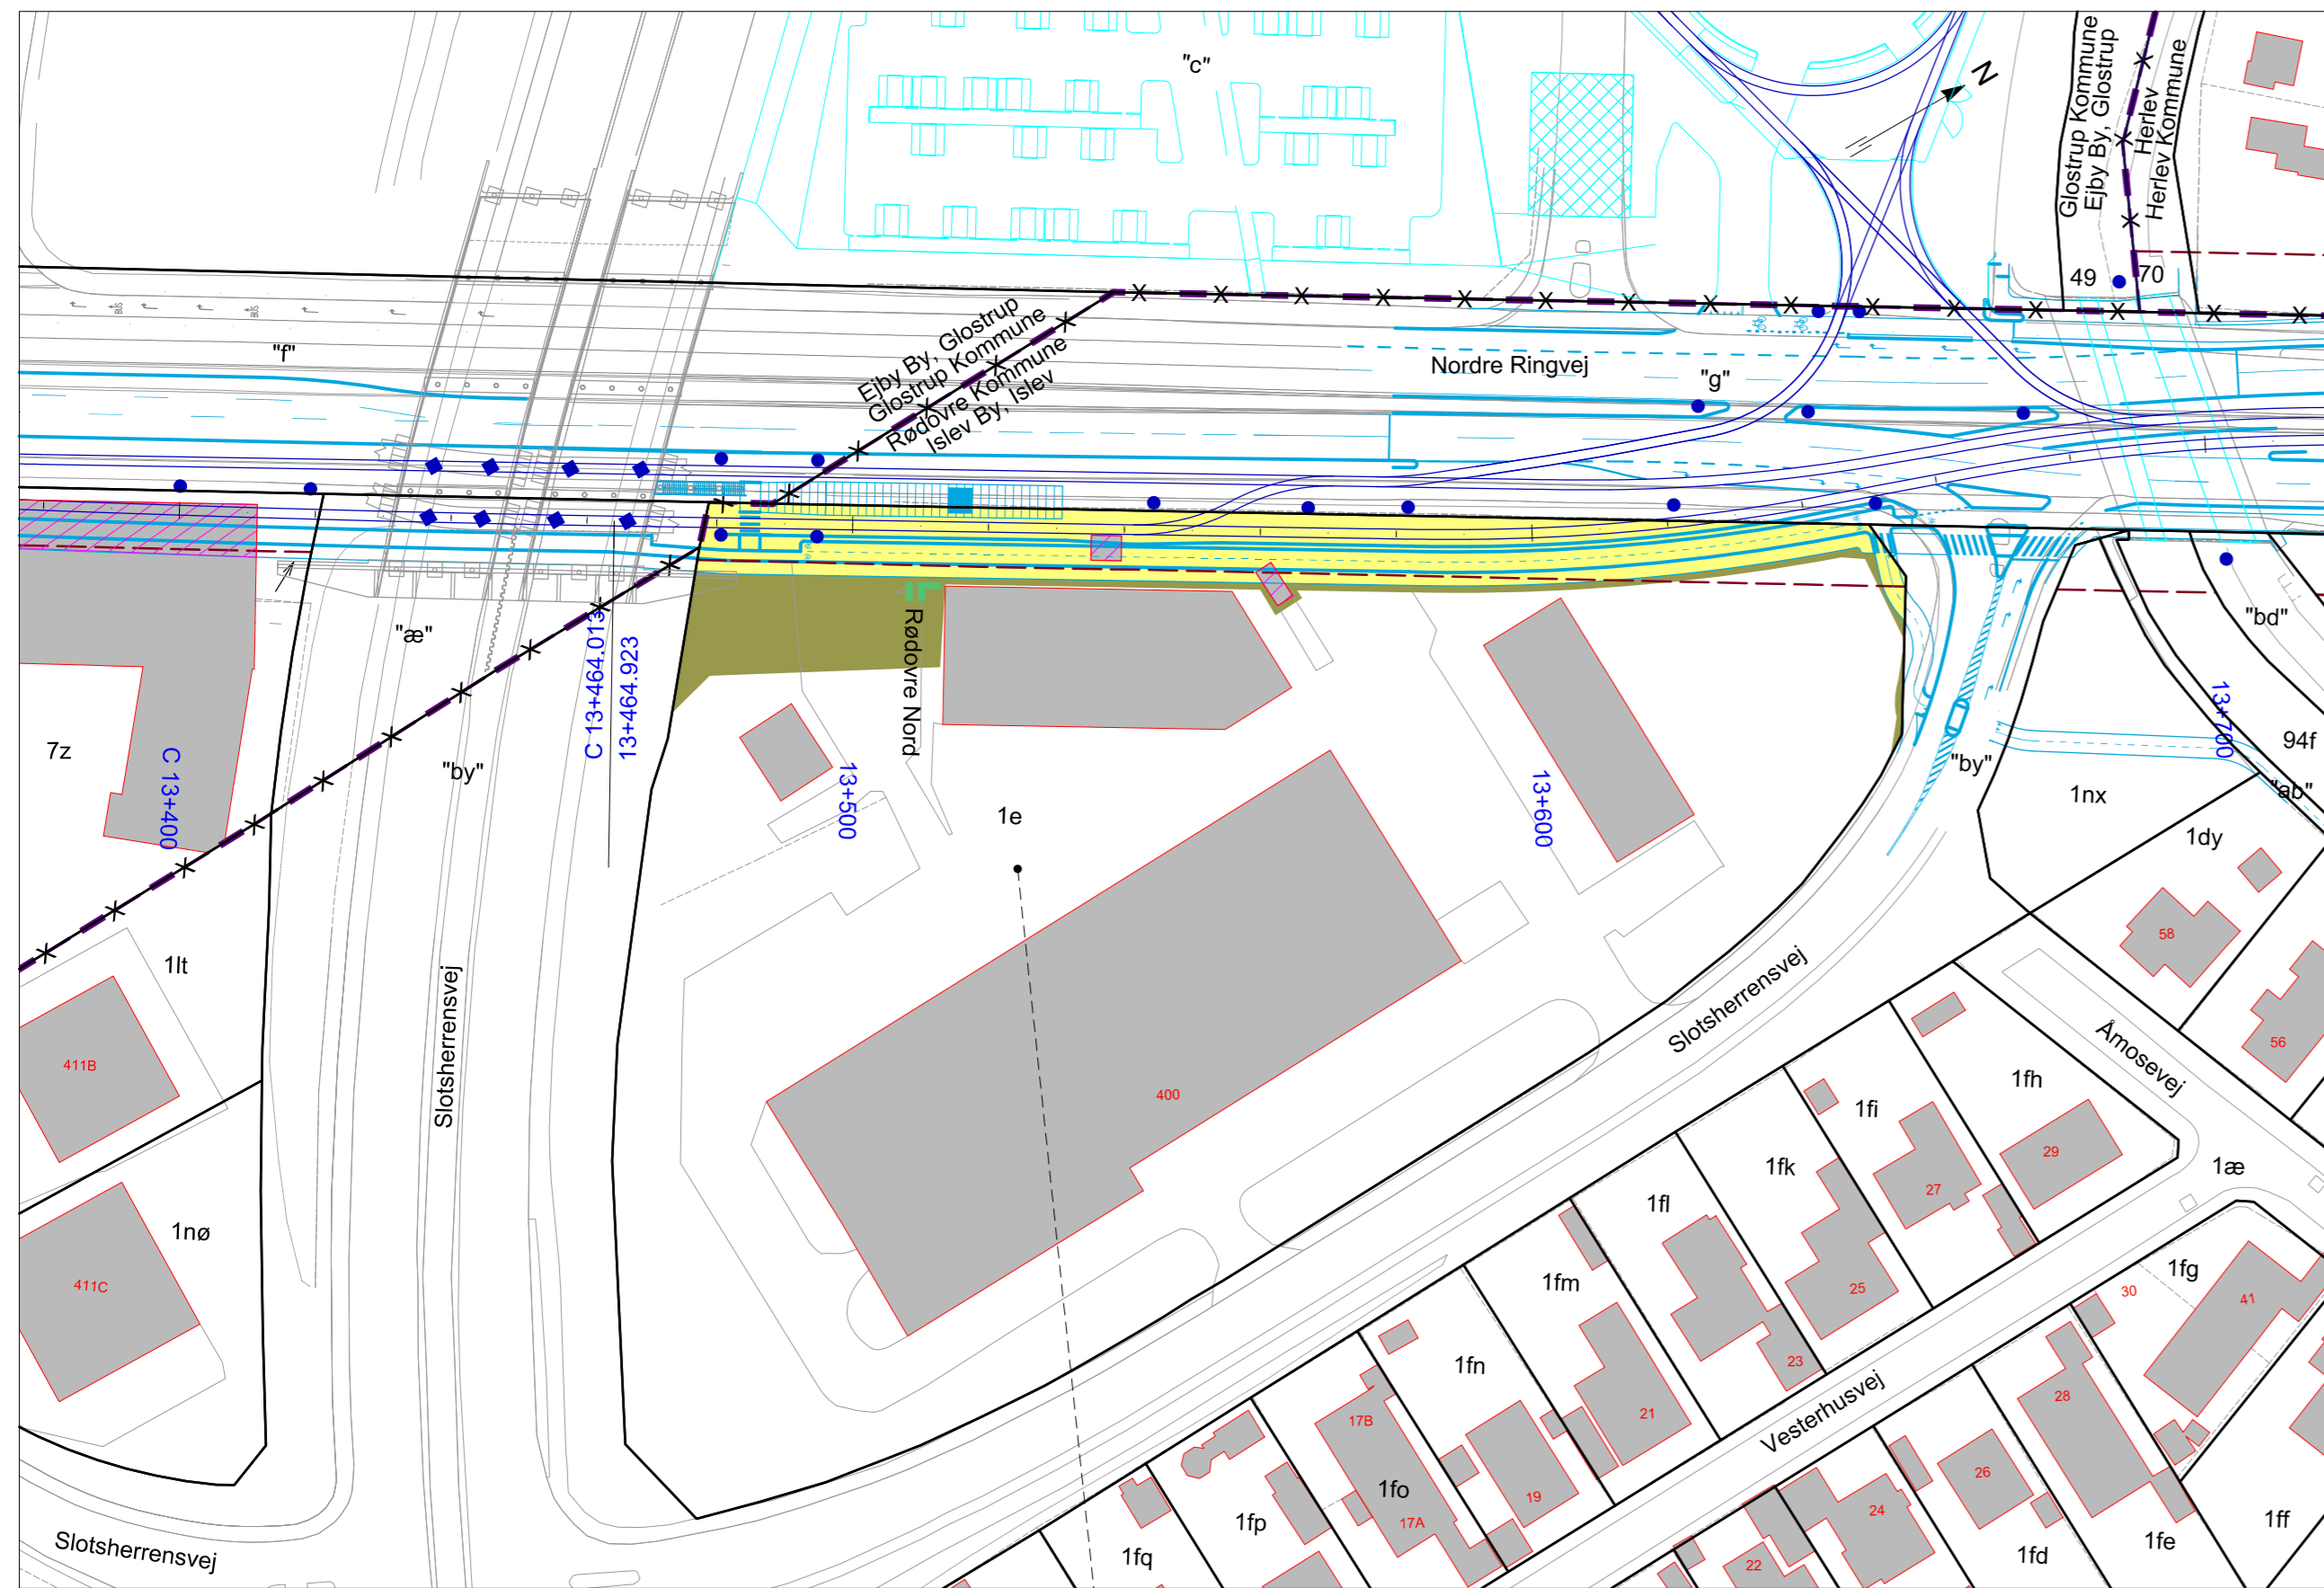 "c"
N
Glostrup Kommune
Ejby By, Glostrup
Herlev
Herlev Kommune
49
70
BUS
BUS
"f"
Ejby By, Glostrup
Glostrup Kommune
Rødovre Kommune
Islev By, Islev
Nordre Ringvej
"g"
"æ"
"by"
C 13+464.013
13+464.923
Rødovre Nord
"bd"
7z
C 13+400
13+500
1e
13+600
"by"
13+700
94f
"ab"
1nx
1dy
58
56
1lt
411B
Slotsherrensvej
400
Slotsherrensvej
Åmosevej
1fh
29
1fi
27
1æ
1fk
25
1fl
23
1nø
411C
1fm
21
1fg
30
41
1fn
19
Vesterhusvej
28
17B
1fo
17A
26
24
1fp
1fq
22
1fd
1fe
1ff
Slotsherrensvej